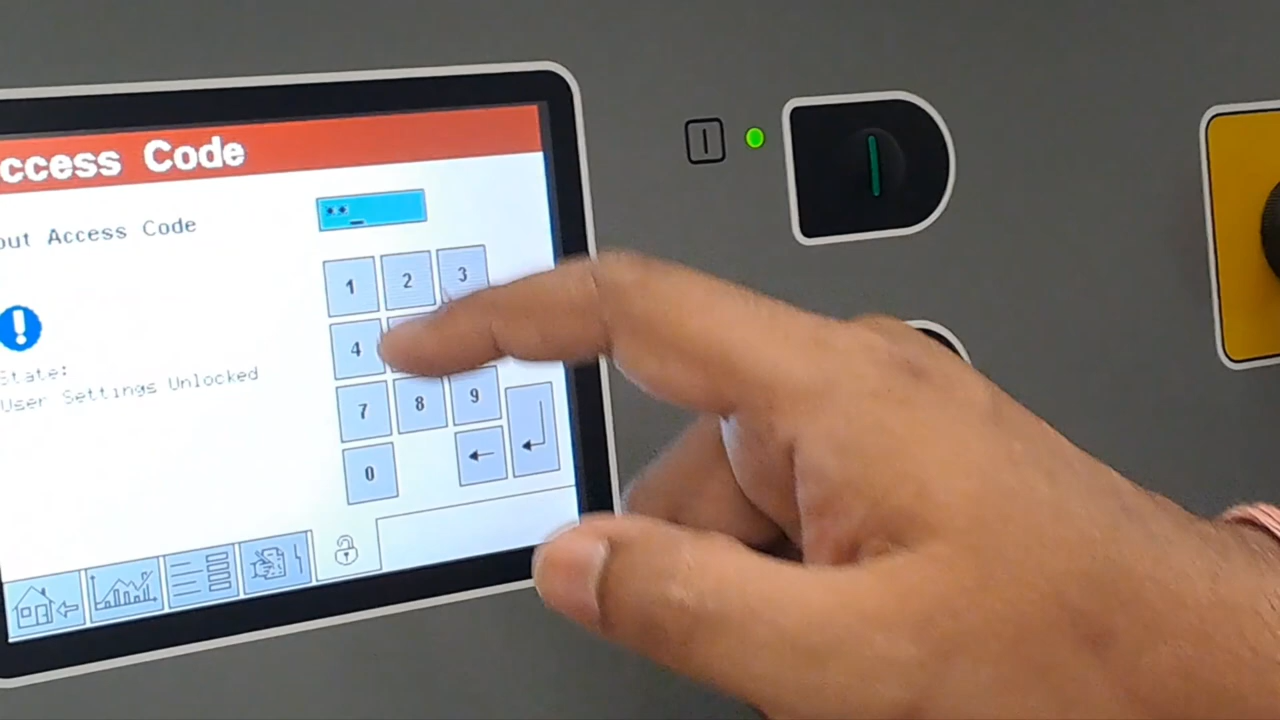 ccess Code
out Access Code
**_
1 2 3
4
State:
User Settings Unlocked
7 8 9
0